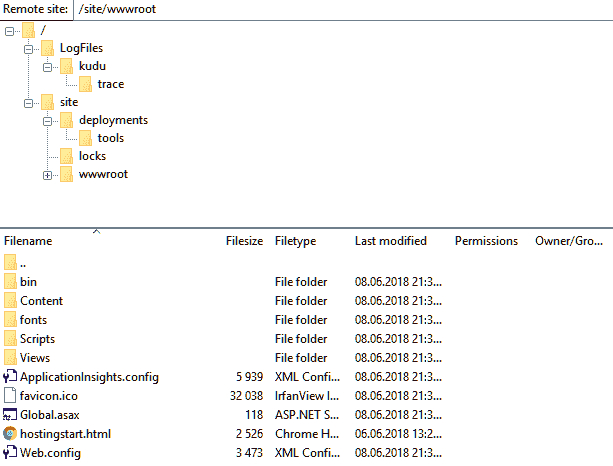 Remote site: /site/wwwroot
/
LogFiles
kudu
trace
site
deployments
tools
locks
wwwroot
Filename Filesize Filetype Last modified Permissions Owner/Gro...
..
bin File folder 08.06.2018 21:3...
Content File folder 08.06.2018 21:3...
fonts File folder 08.06.2018 21:3...
Scripts File folder 08.06.2018 21:3...
Views File folder 08.06.2018 21:3...
ApplicationInsights.config 5 939 XML Confi... 08.06.2018 21:3...
favicon.ico 32 038 IrfanView I... 08.06.2018 21:3...
Global.asax 118 ASP.NET S... 08.06.2018 21:3...
hostingstart.html 2 526 Chrome H... 06.06.2018 13:2...
Web.config 3 473 XML Confi... 08.06.2018 21:3...